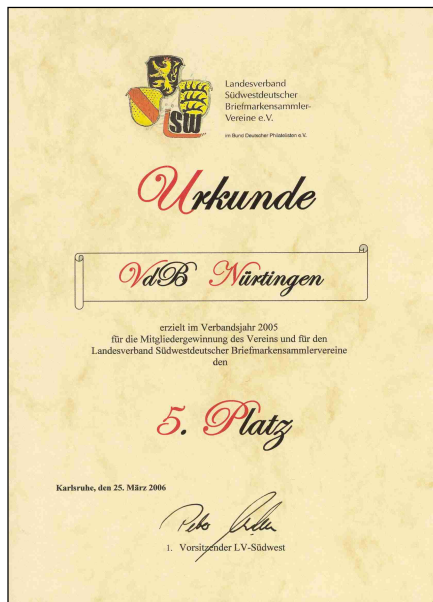 Landesverband
Südwestdeutscher
Briefmarkensammler-
Vereine e.V.
im Bund Deutscher Philatelisten e.V.
LSW
Urkunde
VdB Nürtingen
erzielt im Verbandsjahr 2005
für die Mitgliedergewinnung des Vereins und für den
Landesverband Südwestdeutscher Briefmarkensammlervereine
den
5. Platz
Karlsruhe, den 25. März 2006
1. Vorsitzender LV-Südwest